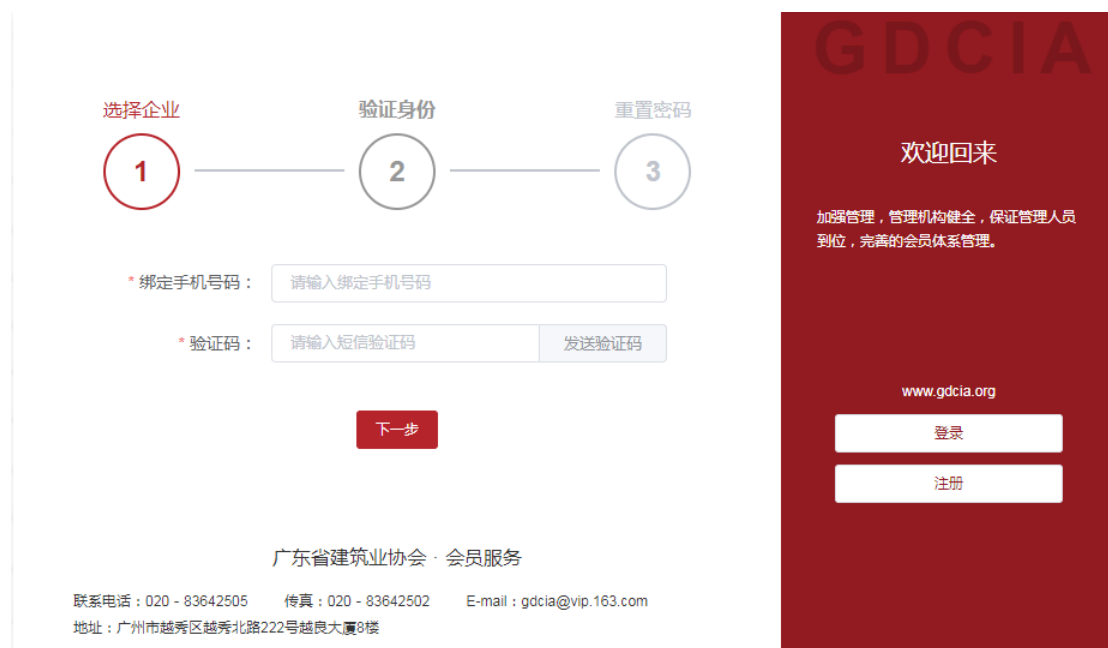 选择企业
验证身份
重置密码
1
2
3
* 绑定手机号码：
请输入绑定手机号码
* 验证码：
请输入短信验证码
发送验证码
下一步
广东省建筑业协会 · 会员服务
联系电话：020 - 83642505 传真：020 - 83642502 E-mail：gdcia@vip.163.com
地址：广州市越秀区越秀北路222号越良大厦8楼
GDCIA
欢迎回来
加强管理，管理机构健全，保证管理人员
到位，完善的会员体系管理。
www.gdcia.org
登录
注册